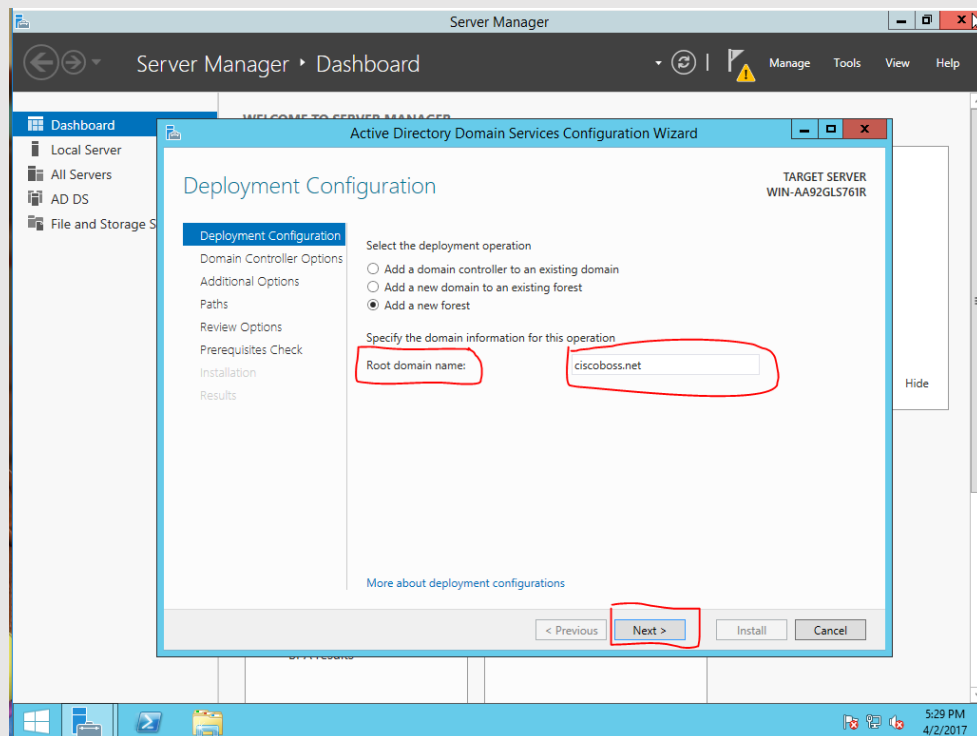 Server Manager
Server Manager • Dashboard
Manage Tools View Help
WELCOME TO SERVER MANAGER
Dashboard
Local Server
All Servers
AD DS
File and Storage S
Active Directory Domain Services Configuration Wizard
Deployment Configuration
TARGET SERVER
WIN-AA92GLS761R
Deployment Configuration
Domain Controller Options
Additional Options
Paths
Review Options
Prerequisites Check
Installation
Results
Select the deployment operation
Add a domain controller to an existing domain
Add a new domain to an existing forest
Add a new forest
Specify the domain information for this operation
Root domain name:
ciscoboss.net
Hide
More about deployment configurations
< Previous
Next >
Install
Cancel
BPA results
5:29 PM
4/2/2017